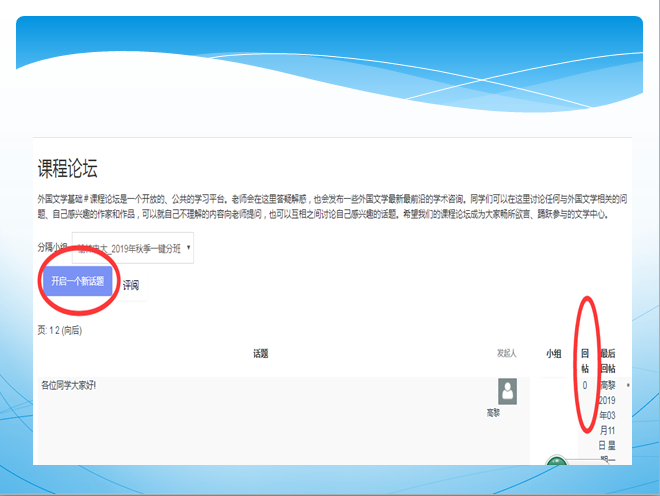 课程论坛
外国文学基础#课程论坛是一个开放的、公共的学习平台。老师会在这里答疑解惑，也会发布一些外国文学最新最前沿的学术咨询。同学们可以在这里讨论任何与外国文学相关的问
题、自己感兴趣的作家和作品，可以就自己不理解的内容向老师提问，也可以互相之间讨论自己感兴趣的话题。希望我们的课程论坛成为大家畅所欲言、踊跃参与的文学中心。
分隔小组 电大_2019年秋季一键分班
开启一个新话题 评阅
页: 1 2 (向后)
话题 发起人 小组 回帖 最后回帖
各位同学大家好! 高黎 0 高黎
2019
年03
月11
日 星
期一